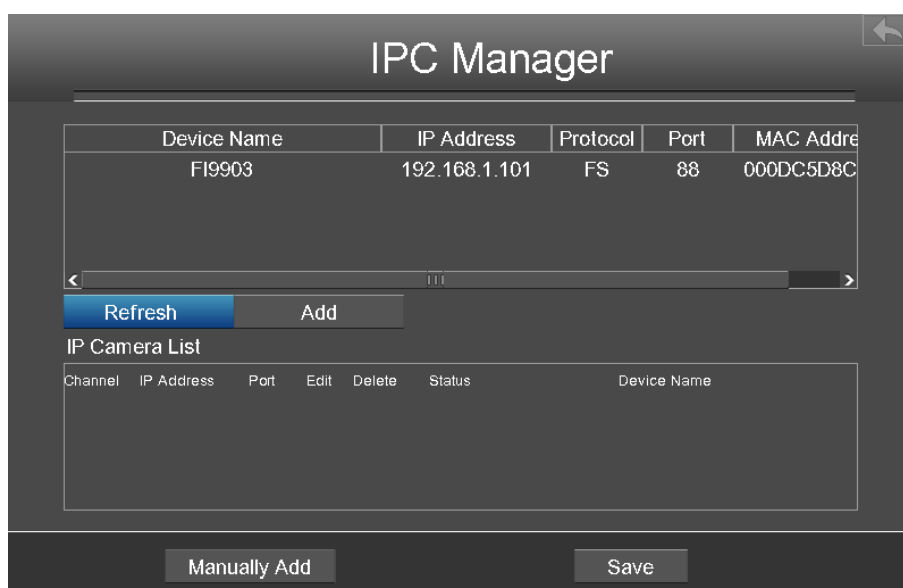 IPC Manager
Device Name IP Address Protocol Port MAC Addre
FI9903 192.168.1.101 FS 88 000DC5D8C
Refresh Add
IP Camera List
Channel IP Address Port Edit Delete Status Device Name
Manually Add Save